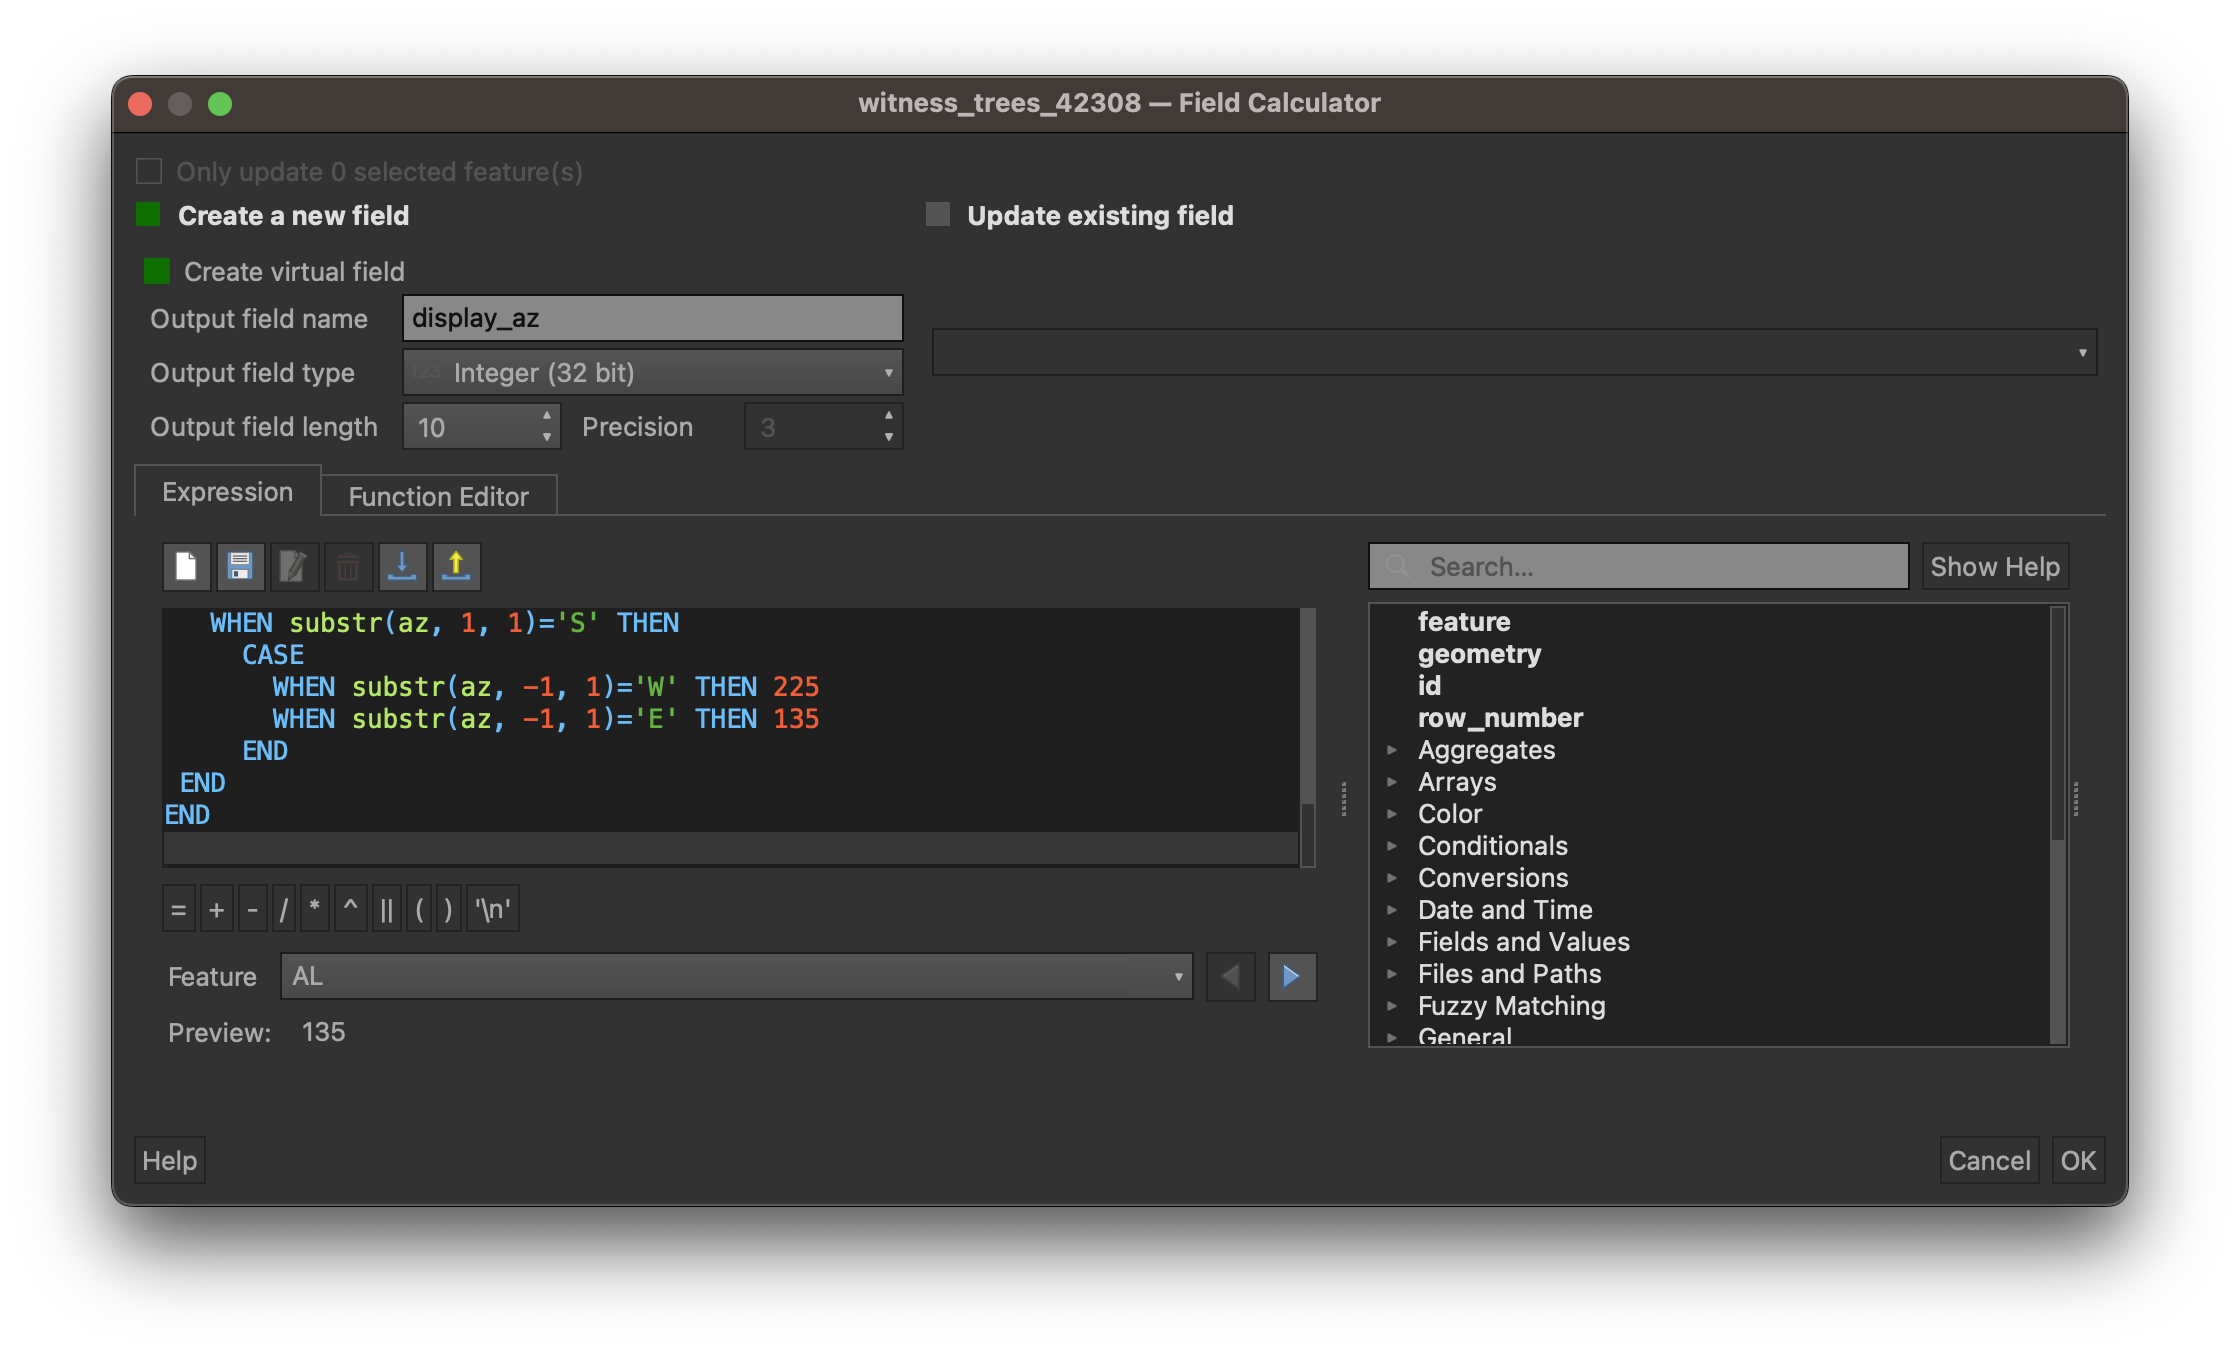 witness_trees_42308 — Field Calculator
Only update 0 selected feature(s)
Create a new field
Update existing field
Create virtual field
Output field name
display_az
Output field type
123 Integer (32 bit)
Output field length
10
Precision
3
Expression
Function Editor
Search...
Show Help
WHEN substr(az, 1, 1)='S' THEN
CASE
WHEN substr(az, −1, 1)='W' THEN 225
WHEN substr(az, −1, 1)='E' THEN 135
END
END
END
= + - / * ^ || ( ) '\n'
Feature
AL
Preview: 135
feature
geometry
id
row_number
Aggregates
Arrays
Color
Conditionals
Conversions
Date and Time
Fields and Values
Files and Paths
Fuzzy Matching
General
Help
Cancel
OK